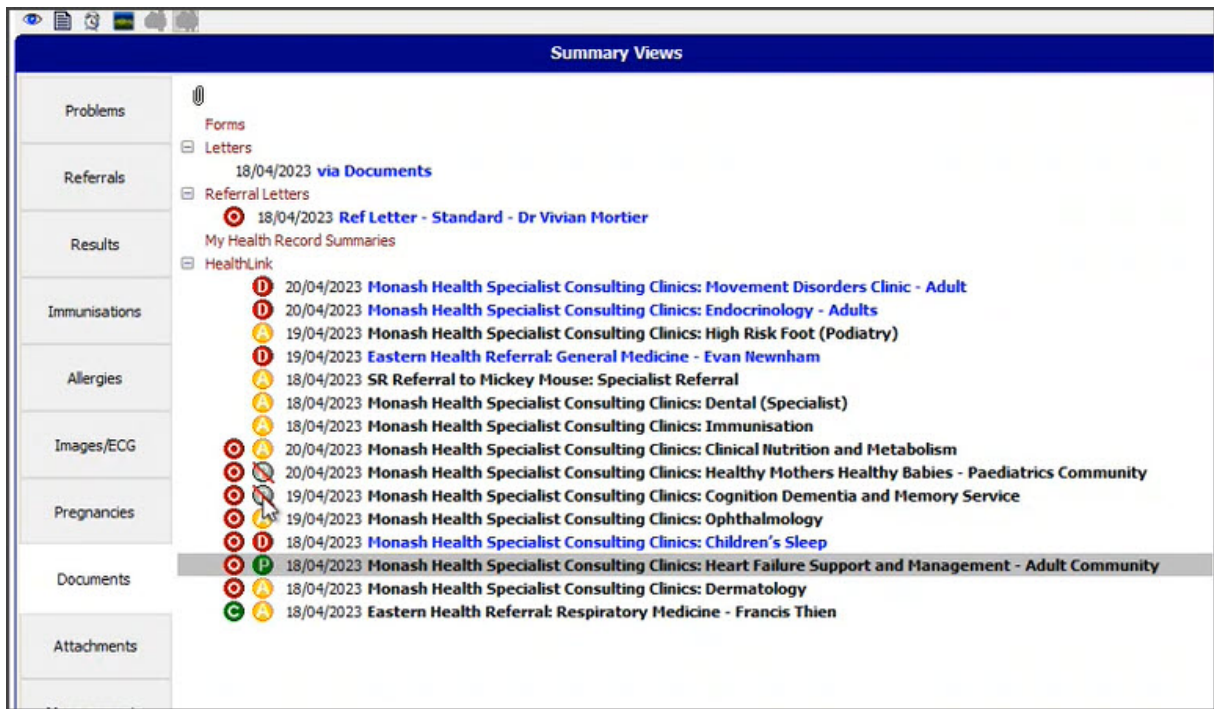 Summary Views
Problems
Referrals
Results
Immunisations
Allergies
Images/ECG
Pregnancies
Documents
Attachments
Forms
Letters
18/04/2023 via Documents
Referral Letters
18/04/2023 Ref Letter - Standard - Dr Vivian Mortier
My Health Record Summaries
HealthLink
D 20/04/2023 Monash Health Specialist Consulting Clinics: Movement Disorders Clinic - Adult
D 20/04/2023 Monash Health Specialist Consulting Clinics: Endocrinology - Adults
A 19/04/2023 Monash Health Specialist Consulting Clinics: High Risk Foot (Podiatry)
D 19/04/2023 Eastern Health Referral: General Medicine - Evan Newnham
A 18/04/2023 SR Referral to Mickey Mouse: Specialist Referral
A 18/04/2023 Monash Health Specialist Consulting Clinics: Dental (Specialist)
A 18/04/2023 Monash Health Specialist Consulting Clinics: Immunisation
A 20/04/2023 Monash Health Specialist Consulting Clinics: Clinical Nutrition and Metabolism
20/04/2023 Monash Health Specialist Consulting Clinics: Healthy Mothers Healthy Babies - Paediatrics Community
19/04/2023 Monash Health Specialist Consulting Clinics: Cognition Dementia and Memory Service
A 19/04/2023 Monash Health Specialist Consulting Clinics: Ophthalmology
D 18/04/2023 Monash Health Specialist Consulting Clinics: Children's Sleep
P 18/04/2023 Monash Health Specialist Consulting Clinics: Heart Failure Support and Management - Adult Community
A 18/04/2023 Monash Health Specialist Consulting Clinics: Dermatology
C A 18/04/2023 Eastern Health Referral: Respiratory Medicine - Francis Thien